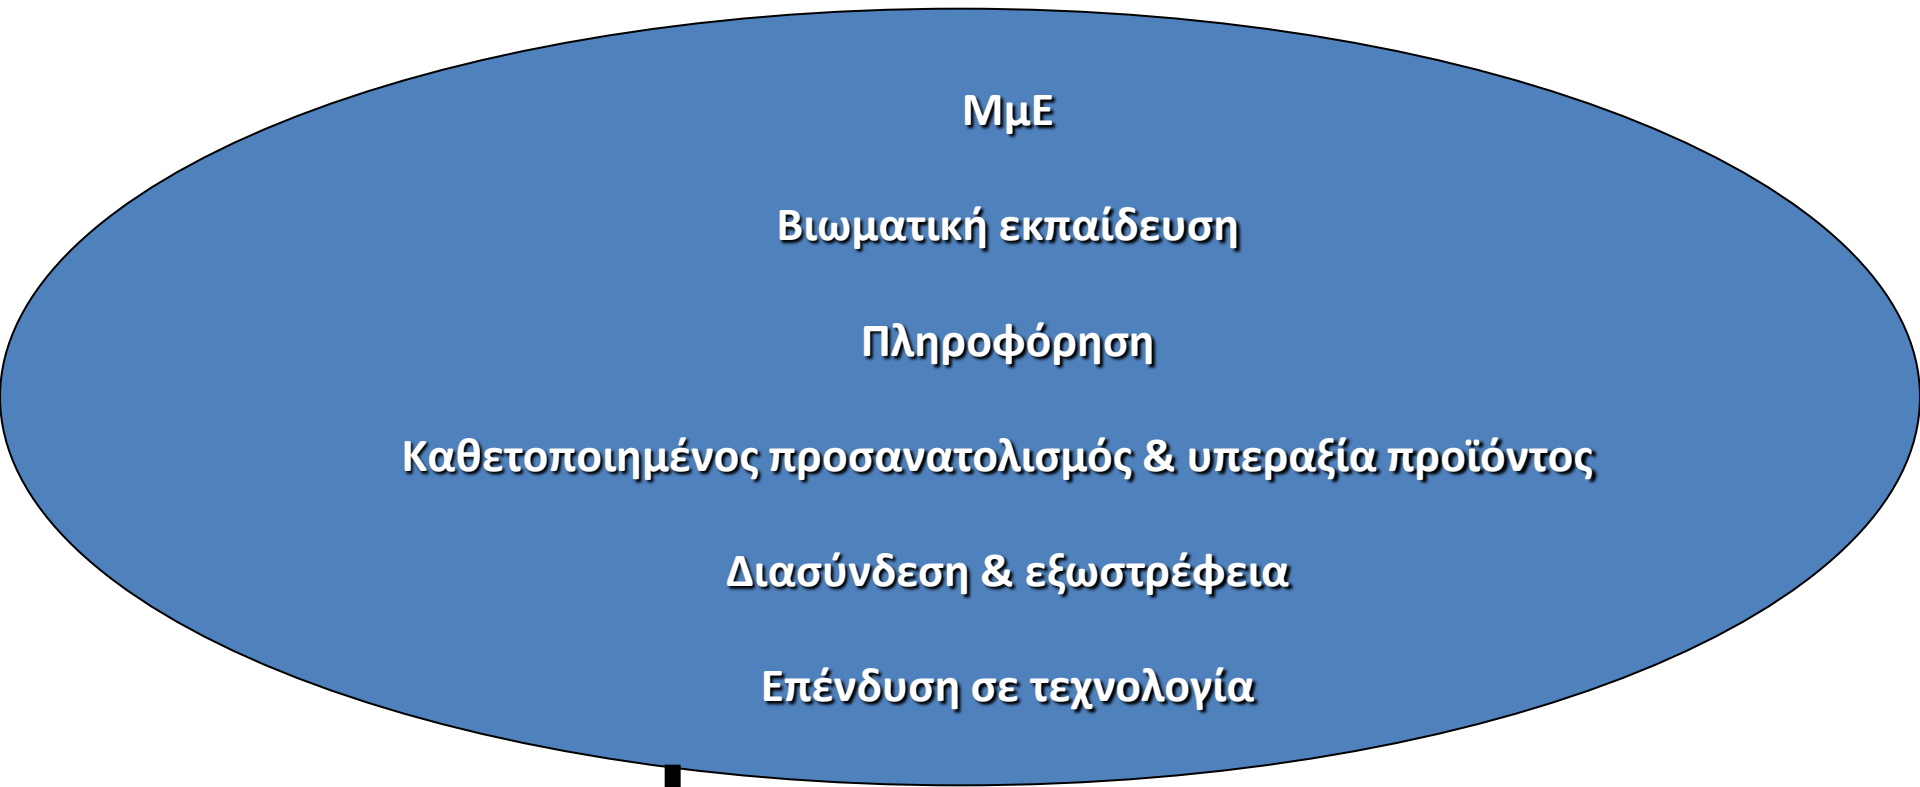 ΜμΕ
Βιωματική εκπαίδευση
Πληροφόρηση
Καθετοποιημένος προσανατολισμός & υπεραξία προϊόντος
Διασύνδεση & εξωστρέφεια
Επένδυση σε τεχνολογία